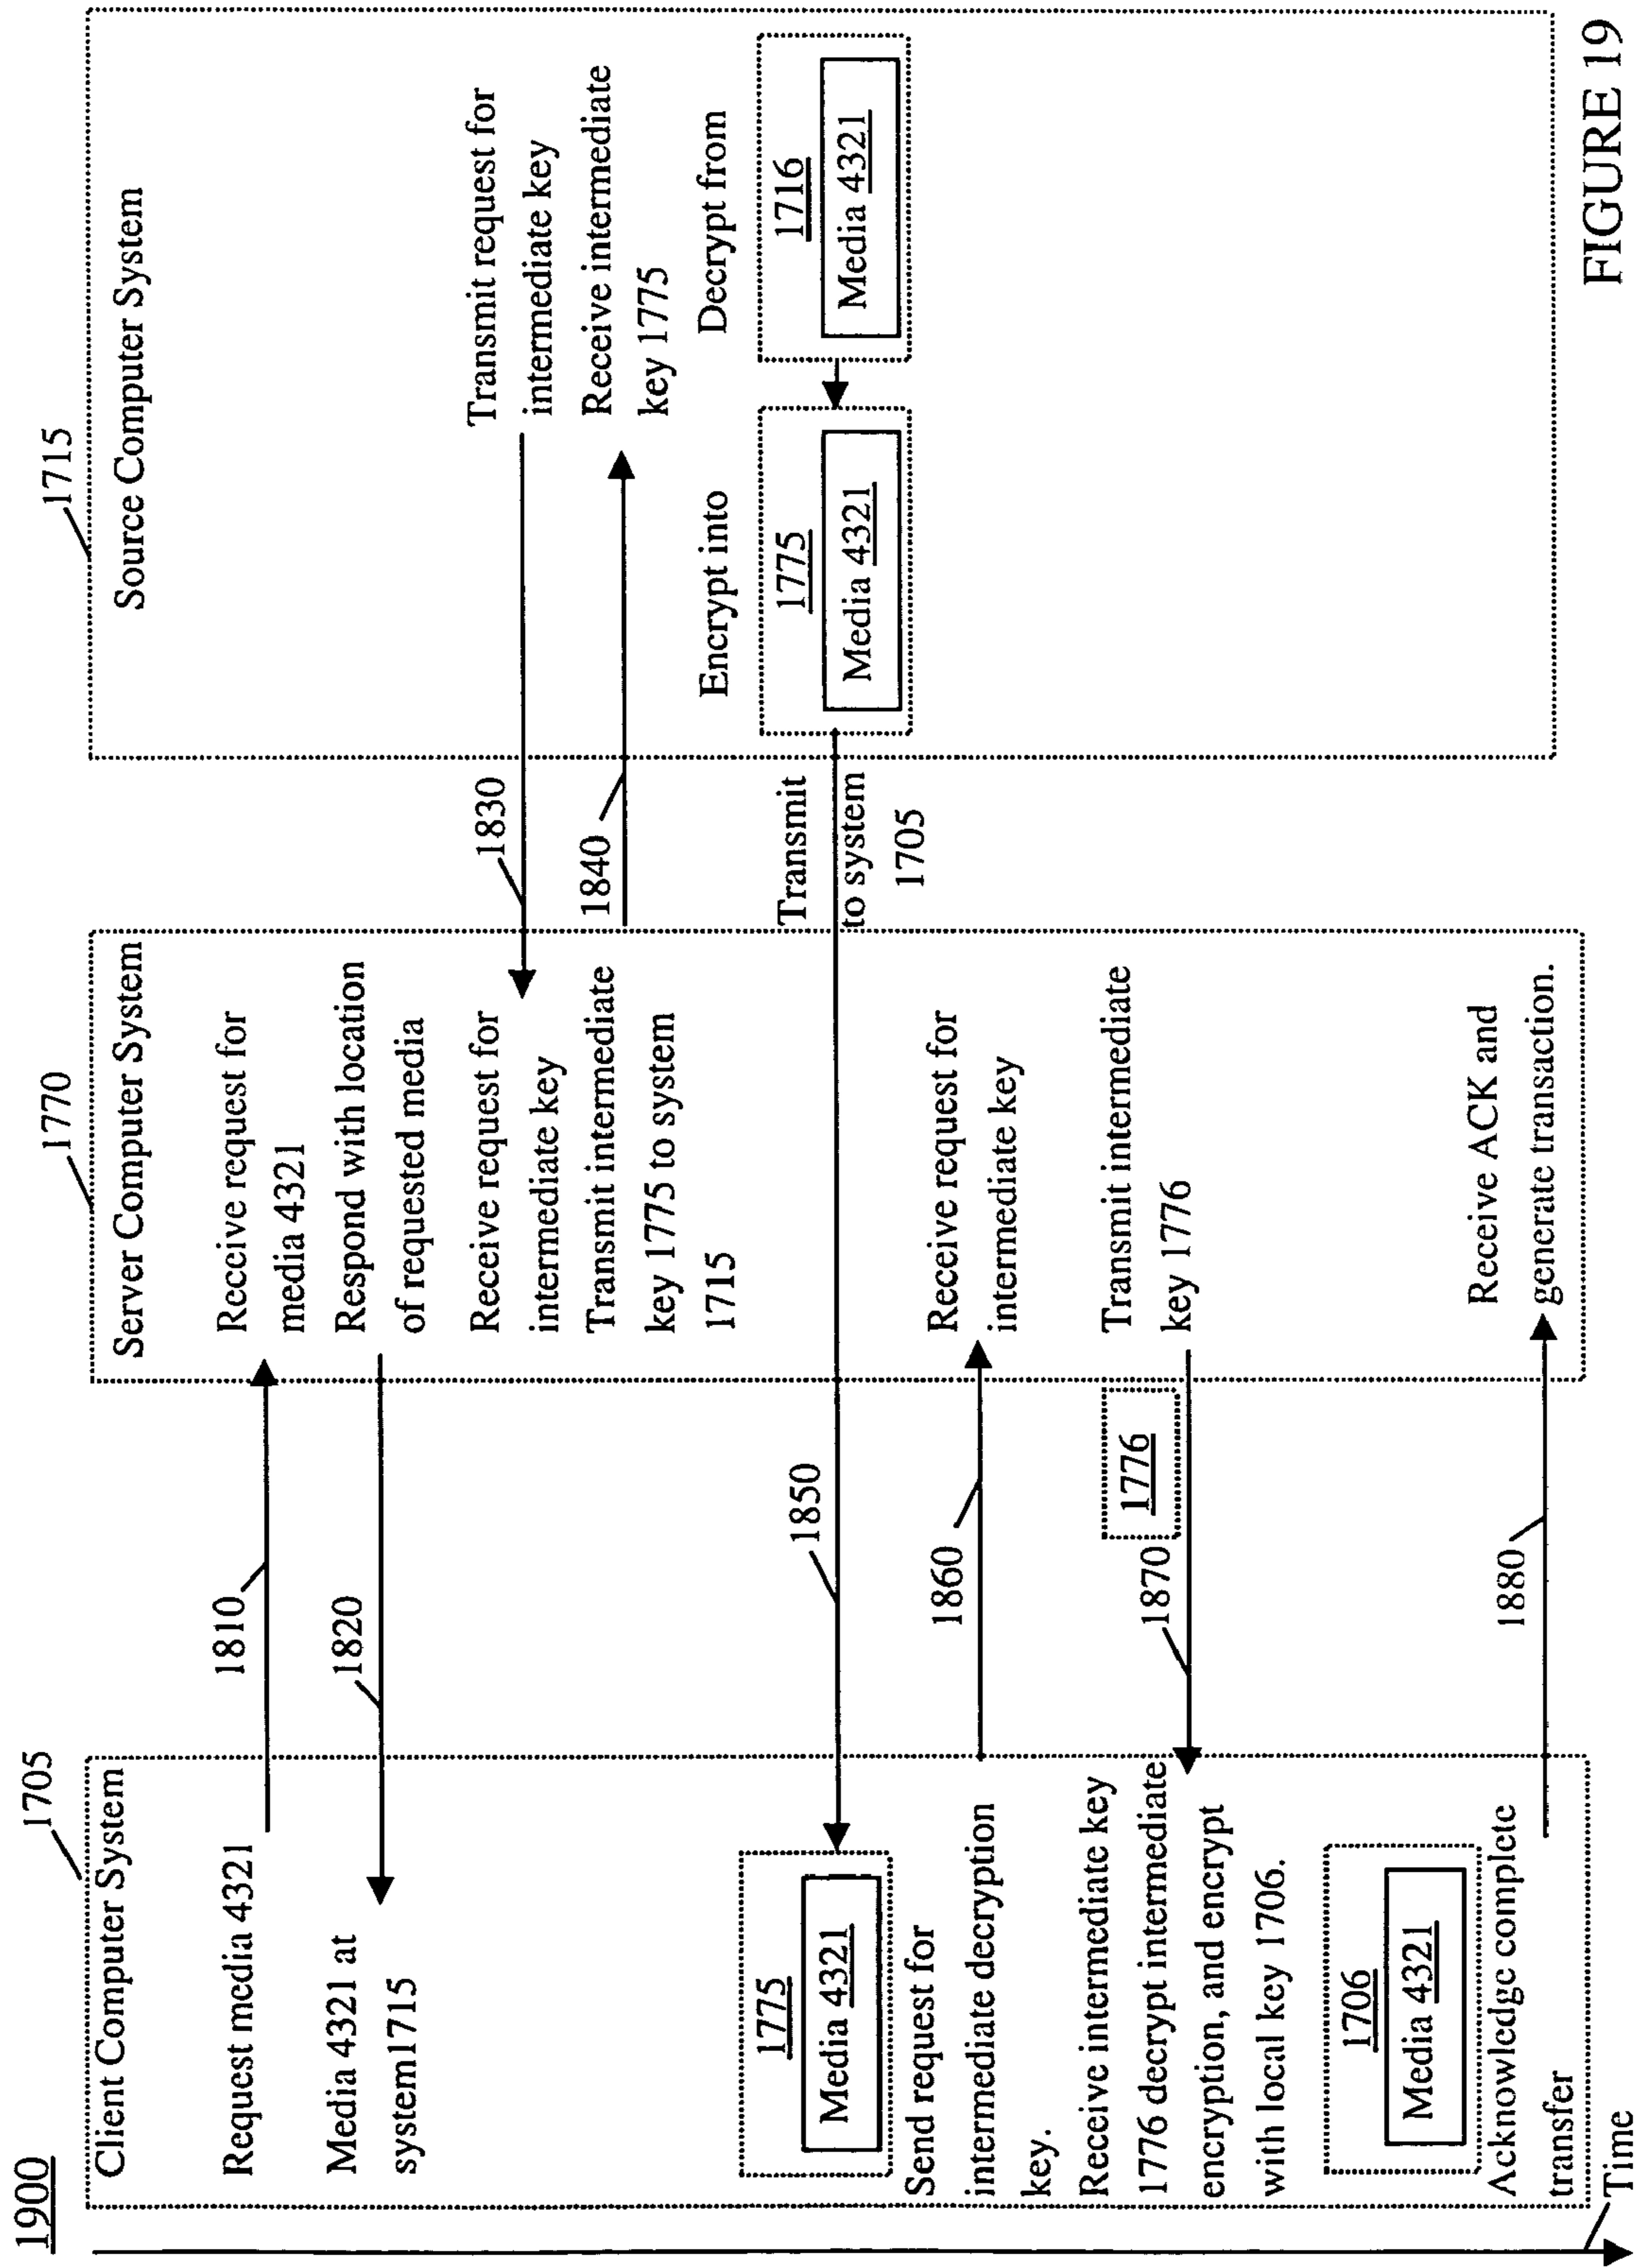 1900
1705
Client Computer System
Request media 4321
Media 4321 at
system1715
1775
Media 4321
Send request for
intermediate decryption
key.
Receive intermediate key
1776 decrypt intermediate
encryption, and encrypt
with local key 1706.
1706
Media 4321
Acknowledge complete
transfer
Time
1810
1820
1850
1860
1870
1776
1880
1770
Server Computer System
Receive request for
media 4321
Respond with location
of requested media
Receive request for
intermediate key
Transmit intermediate
key 1775 to system
1715
Receive request for
intermediate key
Transmit intermediate
key 1776
Receive ACK and
generate transaction.
1830
1840
Transmit
to system
1705
1715
Source Computer System
Transmit request for
intermediate key
Receive intermediate
key 1775
Encrypt into
1775
Media 4321
Decrypt from
1716
Media 4321
FIGURE 19